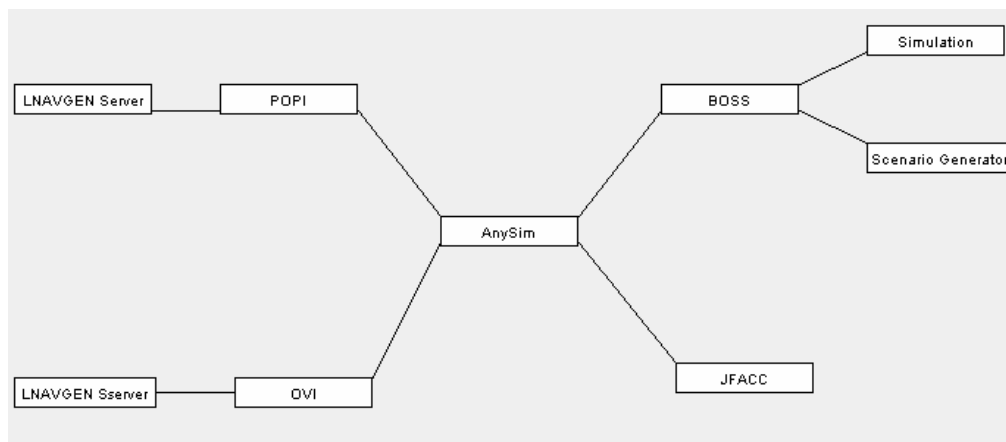 Simulation
LNAVGEN Server
POPI
BOSS
Scenario Generator
AnySim
JFACC
LNAVGEN Sserver
OVI